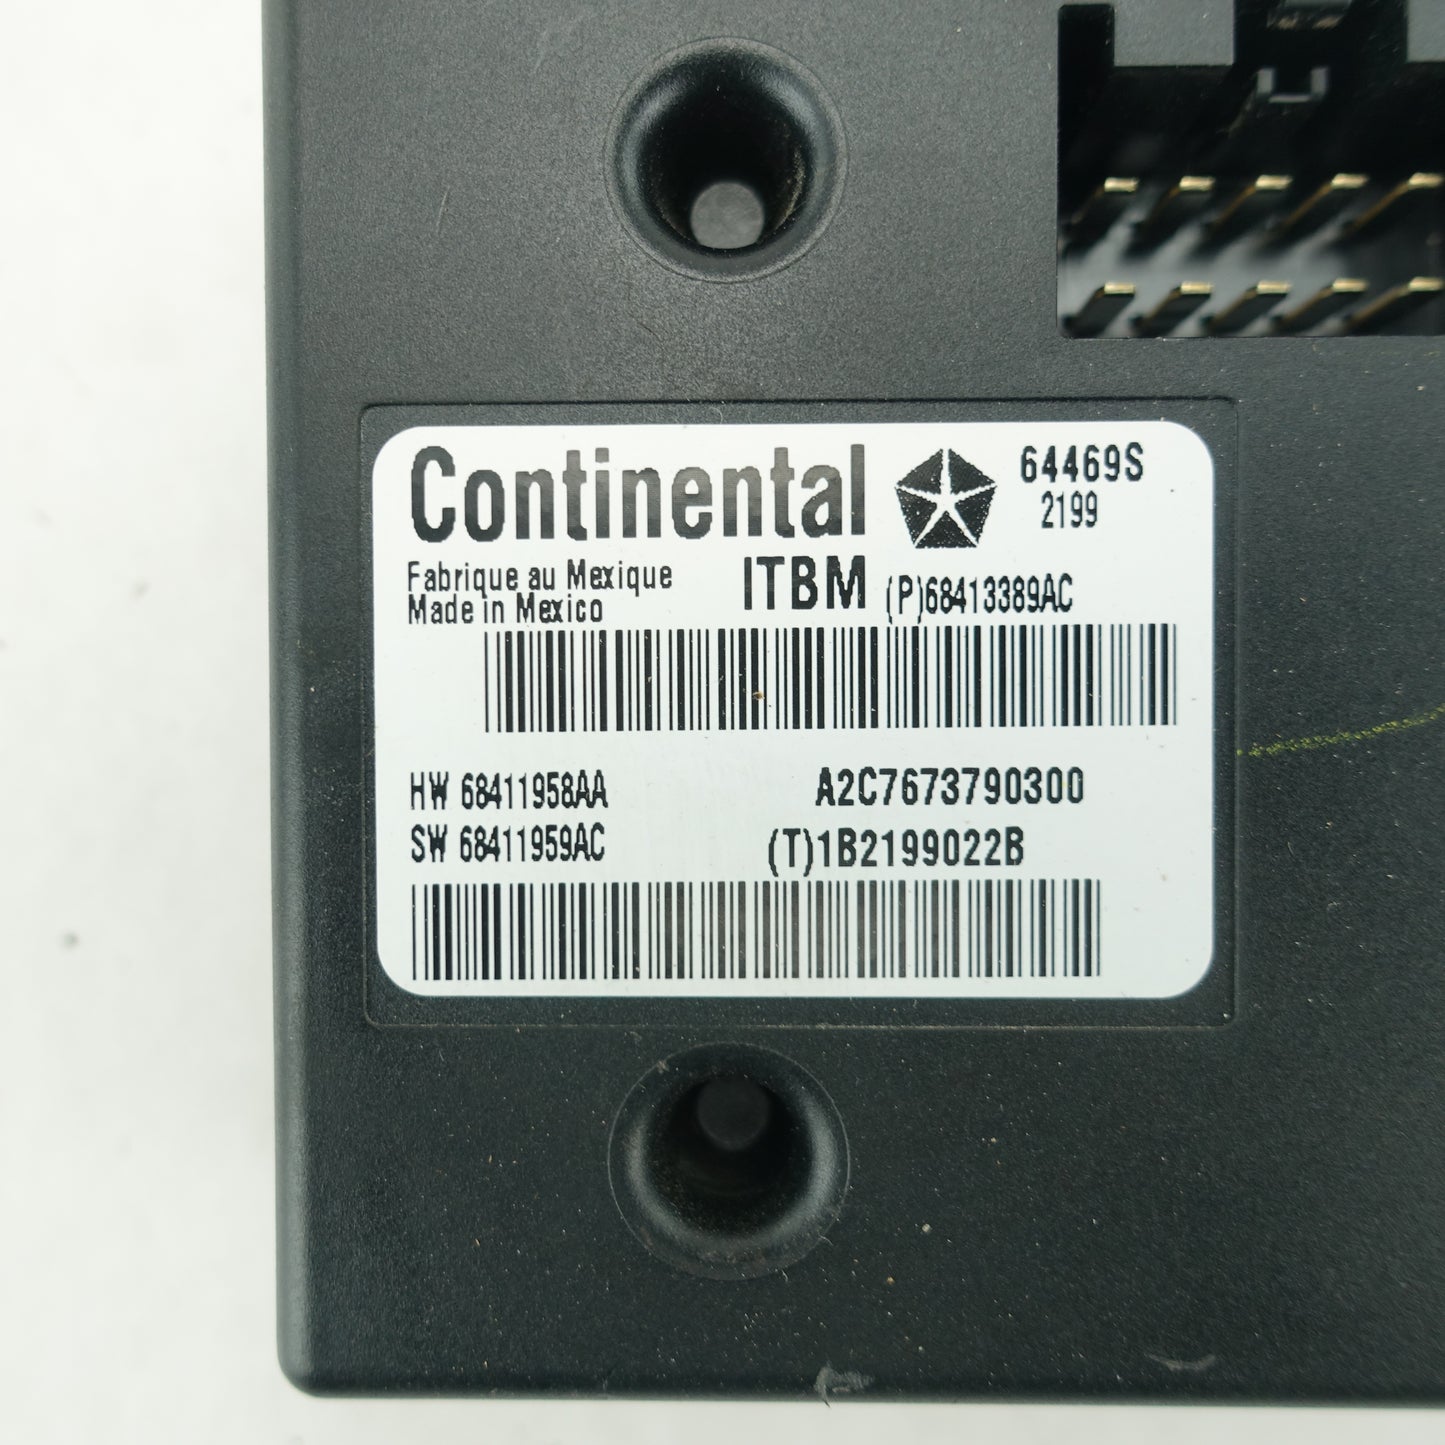 Continental 64469S
2199
Fabrique au Mexique ITBM (P)68413389AC
Made in Mexico
HW 68411958AA A2C7673790300
SW 68411959AC (T)1B2199022B